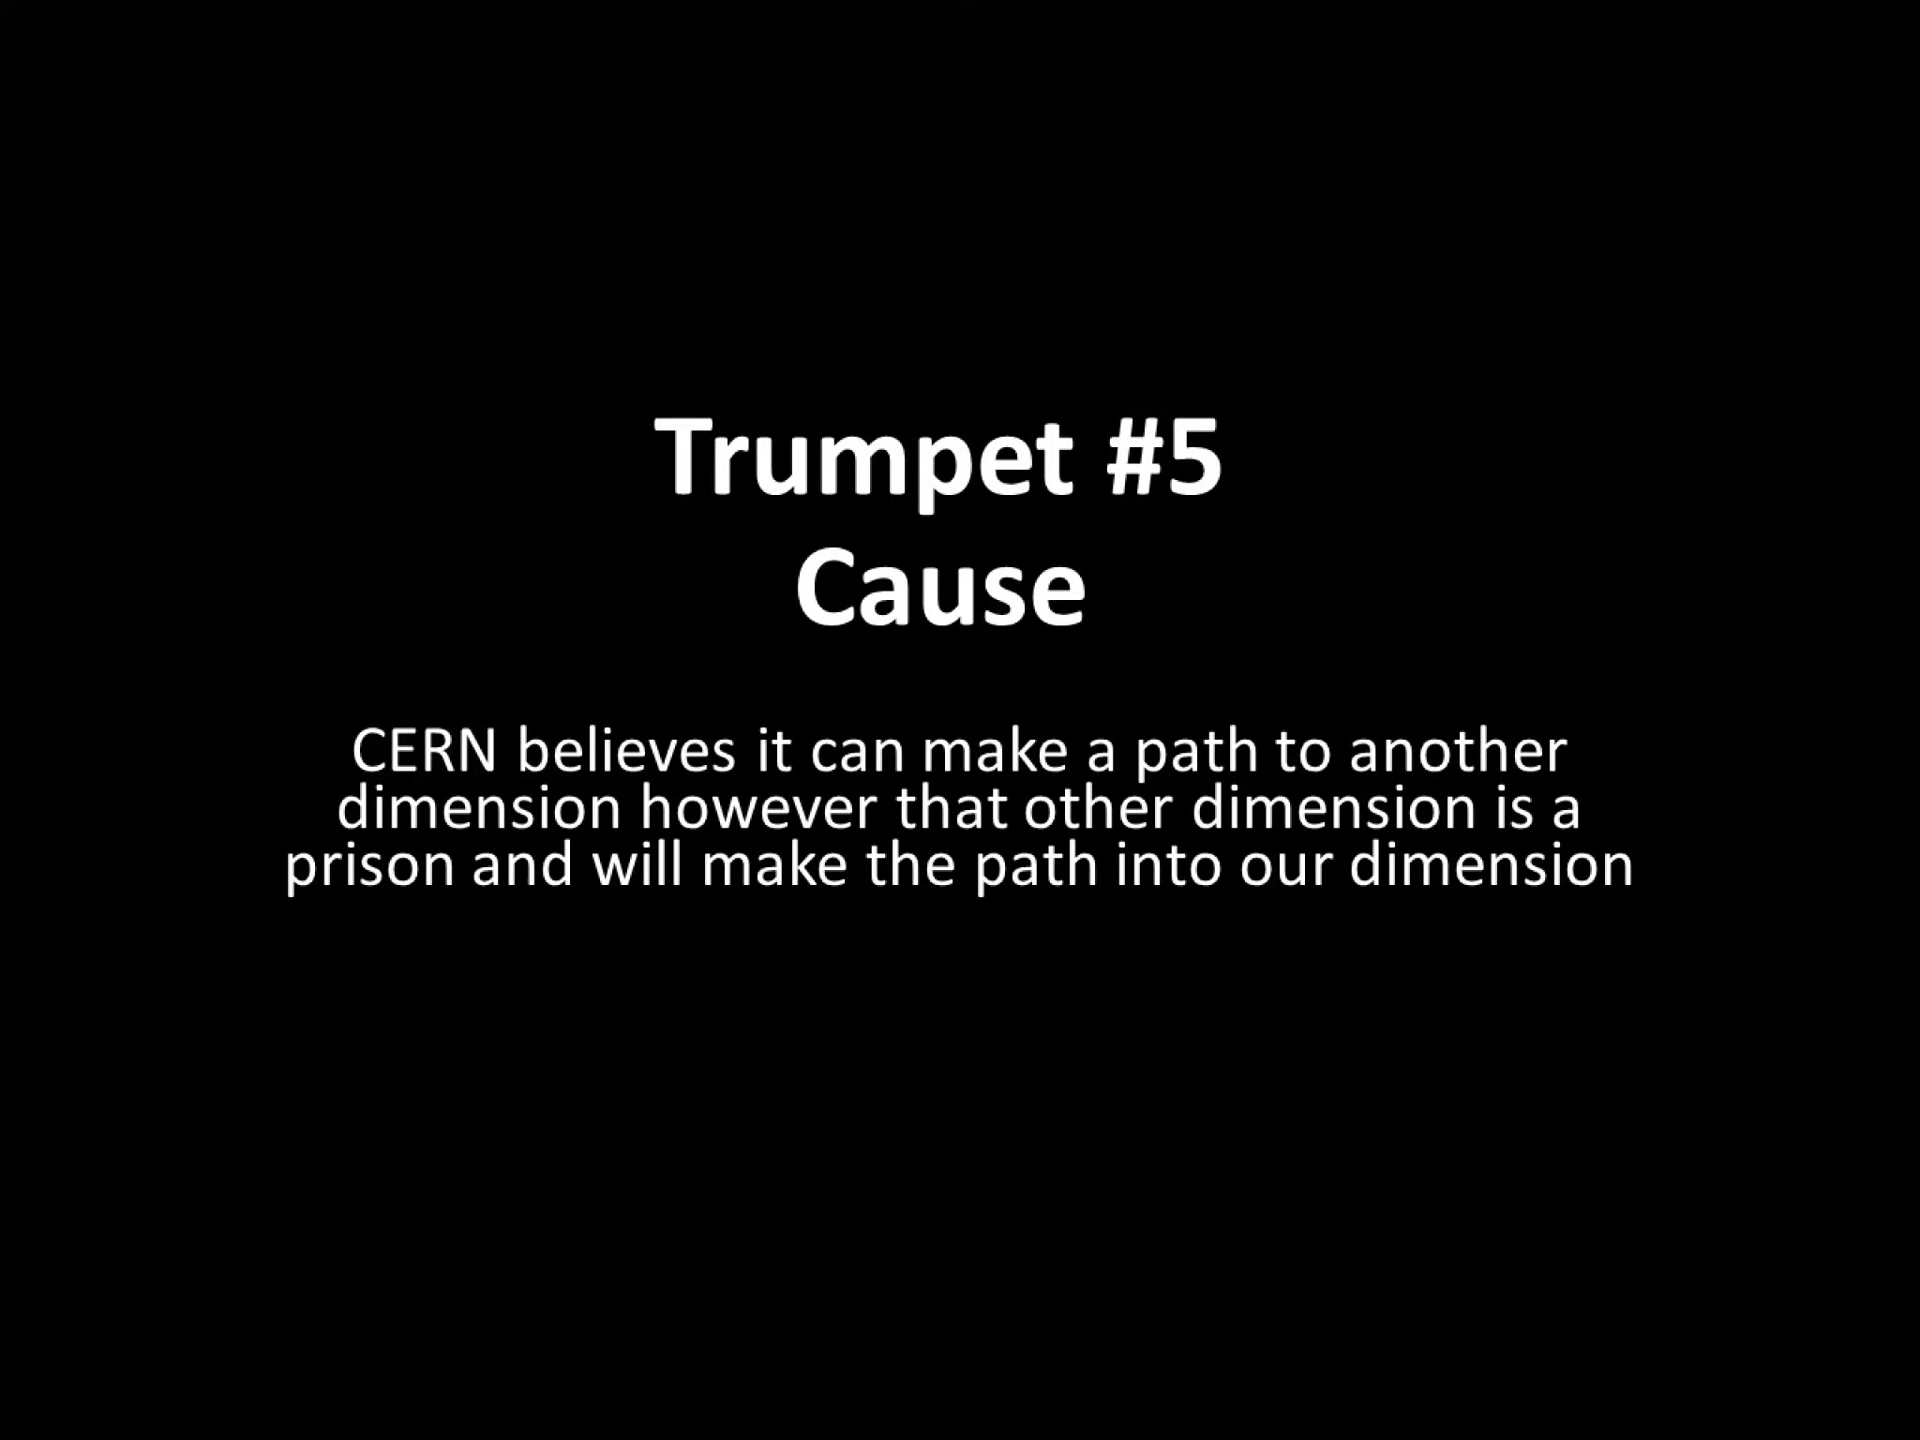 Trumpet #5
Cause
CERN believes it can make a path to another
dimension however that other dimension is a
prison and will make the path into our dimension